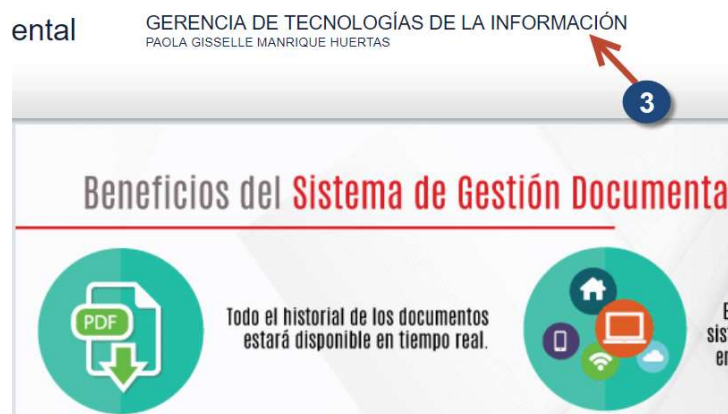 ental
GERENCIA DE TECNOLOGÍAS DE LA INFORMACIÓN
PAOLA GISSELLE MANRIQUE HUERTAS
3
Beneficios del Sistema de Gestión Documenta
PDF
Todo el historial de los documentos
estará disponible en tiempo real.